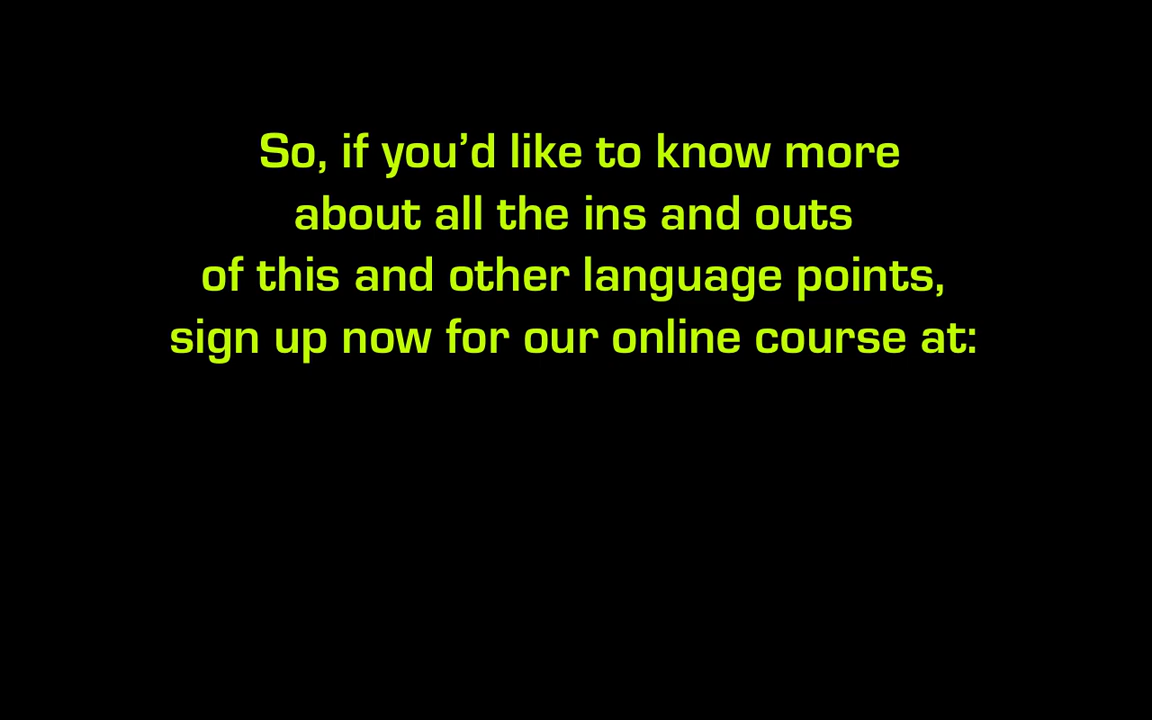 So, if you’d like to know more
about all the ins and outs
of this and other language points,
sign up now for our online course at: